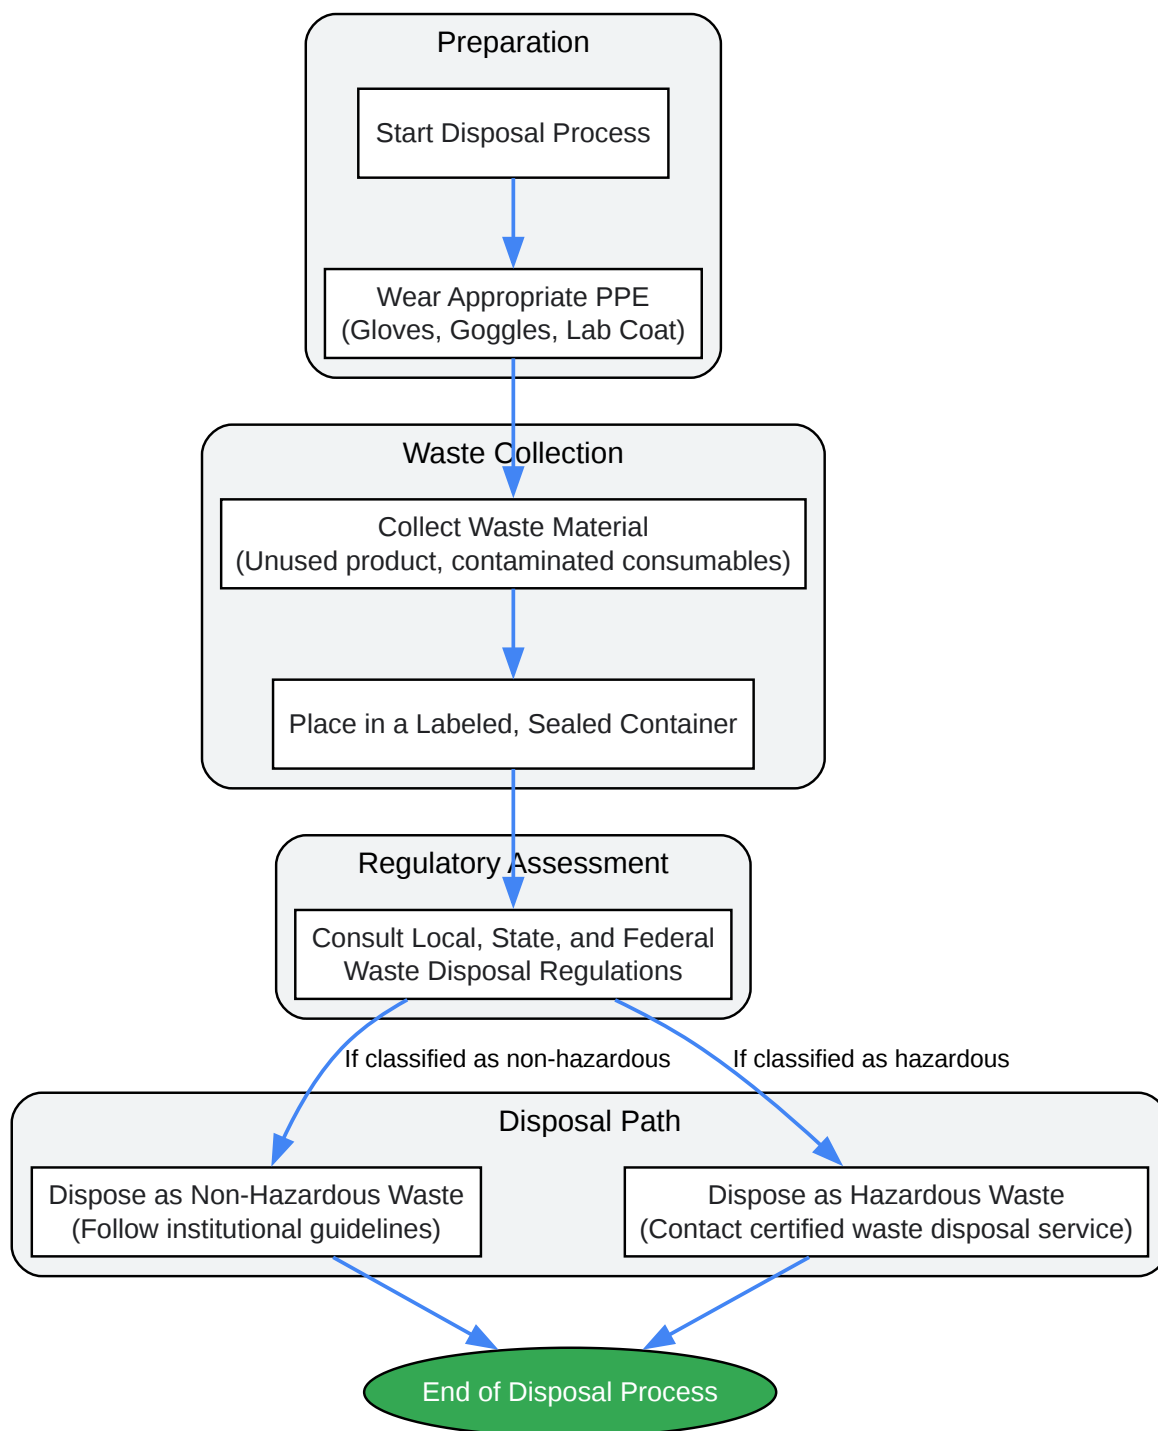 Preparation
Start Disposal Process
Wear Appropriate PPE
(Gloves, Goggles, Lab Coat)
Waste Collection
Collect Waste Material
(Unused product, contaminated consumables)
Place in a Labeled, Sealed Container
Regulatory Assessment
Consult Local, State, and Federal
Waste Disposal Regulations
If classified as non-hazardous
If classified as hazardous
Disposal Path
Dispose as Non-Hazardous Waste
(Follow institutional guidelines)
Dispose as Hazardous Waste
(Contact certified waste disposal service)
End of Disposal Process